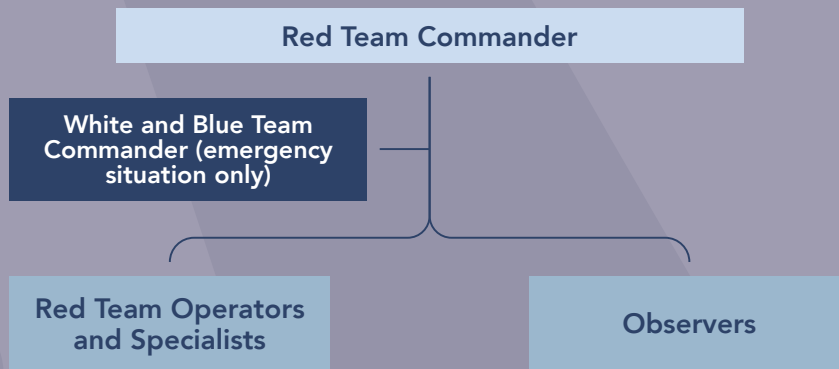 Red Team Commander
White and Blue Team
Commander (emergency
situation only)
Red Team Operators
and Specialists
Observers